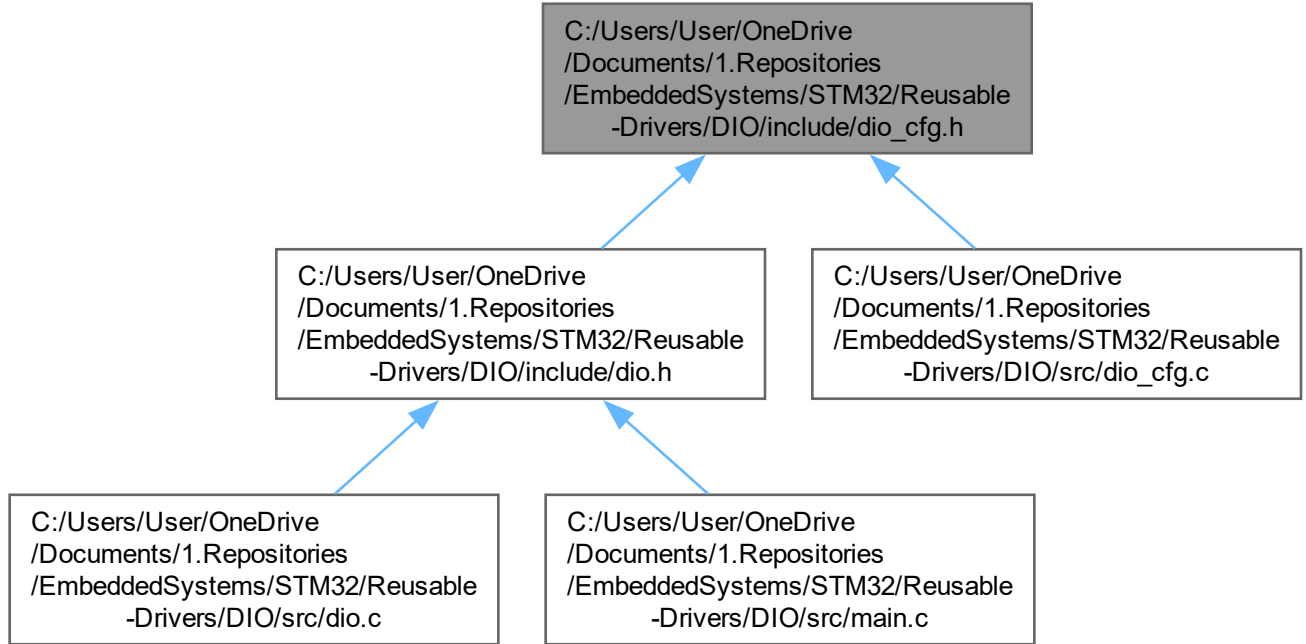 C:/Users/User/OneDrive
/Documents/1.Repositories
/EmbeddedSystems/STM32/Reusable
-Drivers/DIO/include/dio_cfg.h
C:/Users/User/OneDrive
/Documents/1.Repositories
/EmbeddedSystems/STM32/Reusable
-Drivers/DIO/include/dio.h
C:/Users/User/OneDrive
/Documents/1.Repositories
/EmbeddedSystems/STM32/Reusable
-Drivers/DIO/src/dio_cfg.c
C:/Users/User/OneDrive
/Documents/1.Repositories
/EmbeddedSystems/STM32/Reusable
-Drivers/DIO/src/dio.c
C:/Users/User/OneDrive
/Documents/1.Repositories
/EmbeddedSystems/STM32/Reusable
-Drivers/DIO/src/main.c